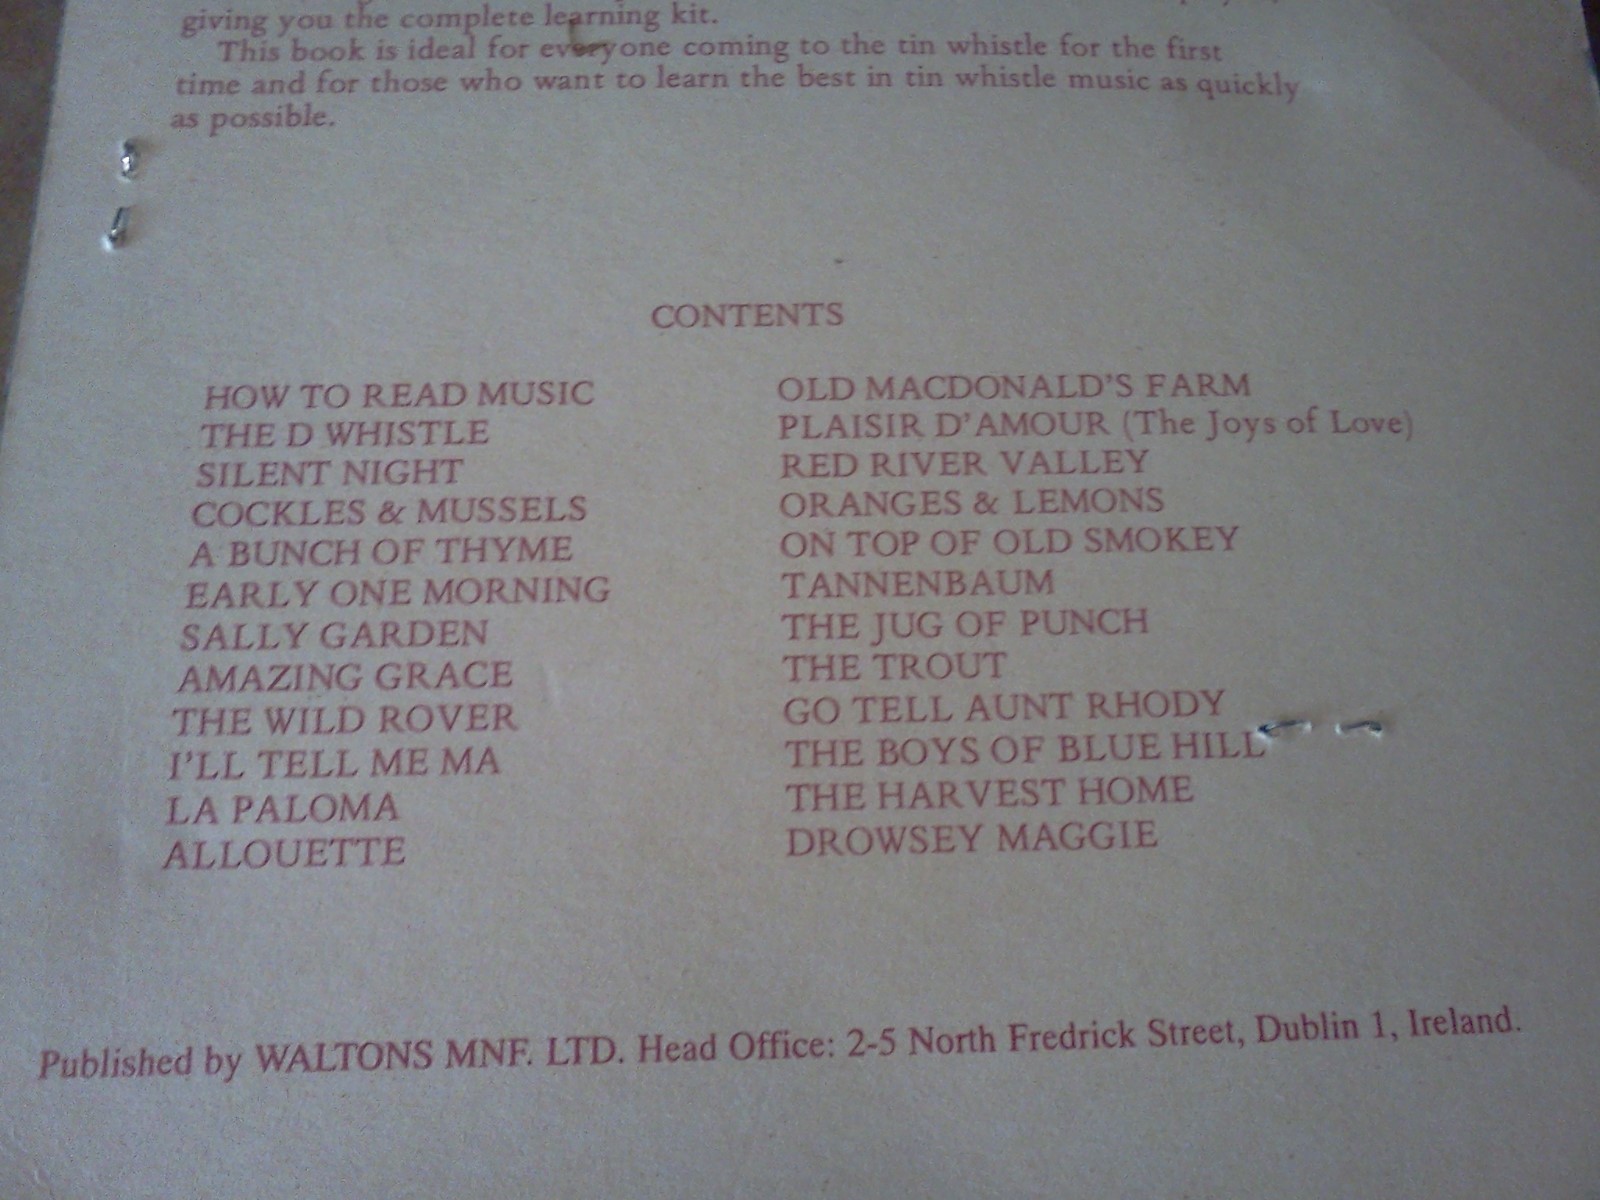 giving you the complete learning kit.
This book is ideal for everyone coming to the tin whistle for the first
time and for those who want to learn the best in tin whistle music as quickly
as possible.
CONTENTS
HOW TO READ MUSIC
THE D WHISTLE
SILENT NIGHT
COCKLES & MUSSELS
A BUNCH OF THYME
EARLY ONE MORNING
SALLY GARDEN
AMAZING GRACE
THE WILD ROVER
I'LL TELL ME MA
LA PALOMA
ALLOUETTE
OLD MACDONALD'S FARM
PLAISIR D'AMOUR (The Joys of Love)
RED RIVER VALLEY
ORANGES & LEMONS
ON TOP OF OLD SMOKEY
TANNENBAUM
THE JUG OF PUNCH
THE TROUT
GO TELL AUNT RHODY
THE BOYS OF BLUE HILL
THE HARVEST HOME
DROWSEY MAGGIE
Published by WALTONS MNF. LTD. Head Office: 2-5 North Fredrick Street, Dublin 1, Ireland.